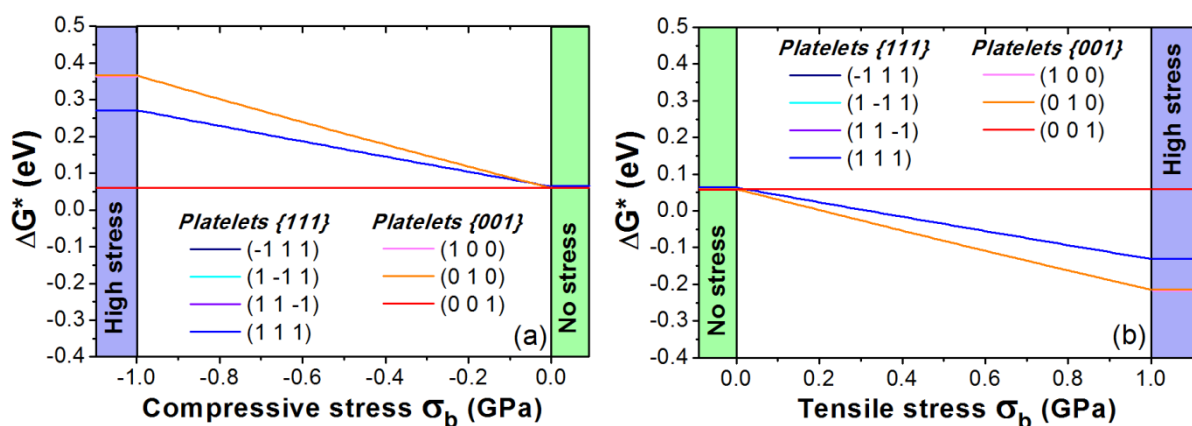 0.5
0.4
0.3
0.2
0.1
0.0
-0.1
-0.2
-0.3
-0.4
ΔG* (eV)
High stress
Platelets {111}
(-1 1 1)
(1 -1 1)
(1 1 -1)
(1 1 1)
Platelets {001}
(1 0 0)
(0 1 0)
(0 0 1)
(a)
No stress
-1.0 -0.8 -0.6 -0.4 -0.2 0.0
Compressive stress σb (GPa)
0.5
0.4
0.3
0.2
0.1
0.0
-0.1
-0.2
-0.3
-0.4
ΔG* (eV)
No stress
Platelets {111}
(-1 1 1)
(1 -1 1)
(1 1 -1)
(1 1 1)
Platelets {001}
(1 0 0)
(0 1 0)
(0 0 1)
(b)
High stress
0.0 0.2 0.4 0.6 0.8 1.0
Tensile stress σb (GPa)